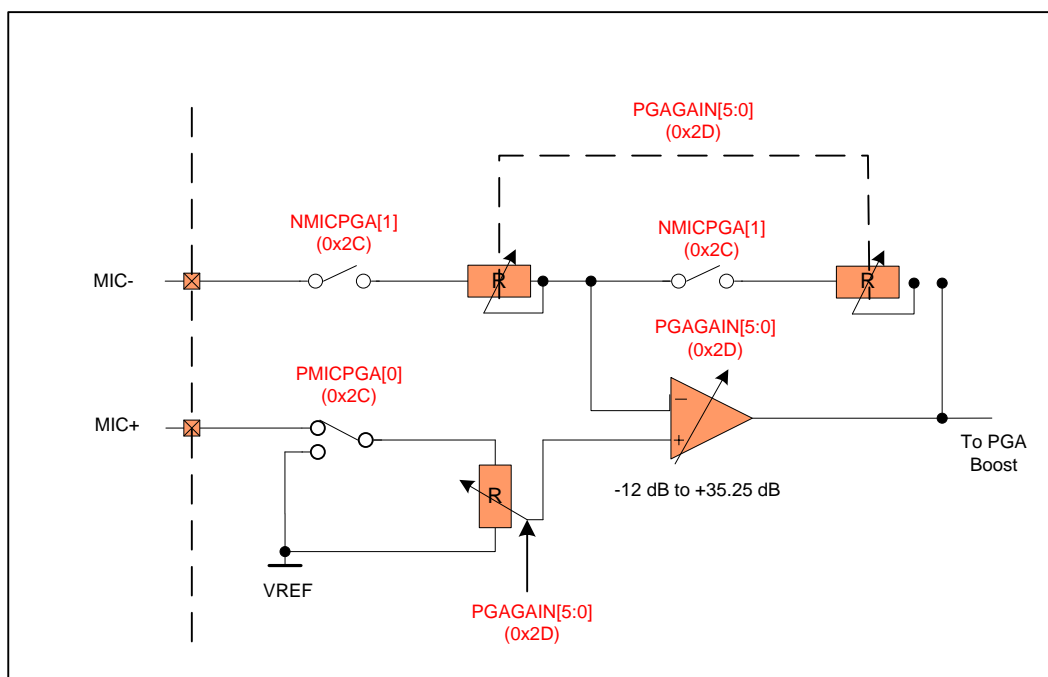 PGAGAIN[5:0]
(0x2D)
NMICPGA[1]
(0x2C)
NMICPGA[1]
(0x2C)
MIC-
R
R
PGAGAIN[5:0]
(0x2D)
PMICPGA[0]
(0x2C)
MIC+
−
+
To PGA
Boost
R
-12 dB to +35.25 dB
VREF
PGAGAIN[5:0]
(0x2D)